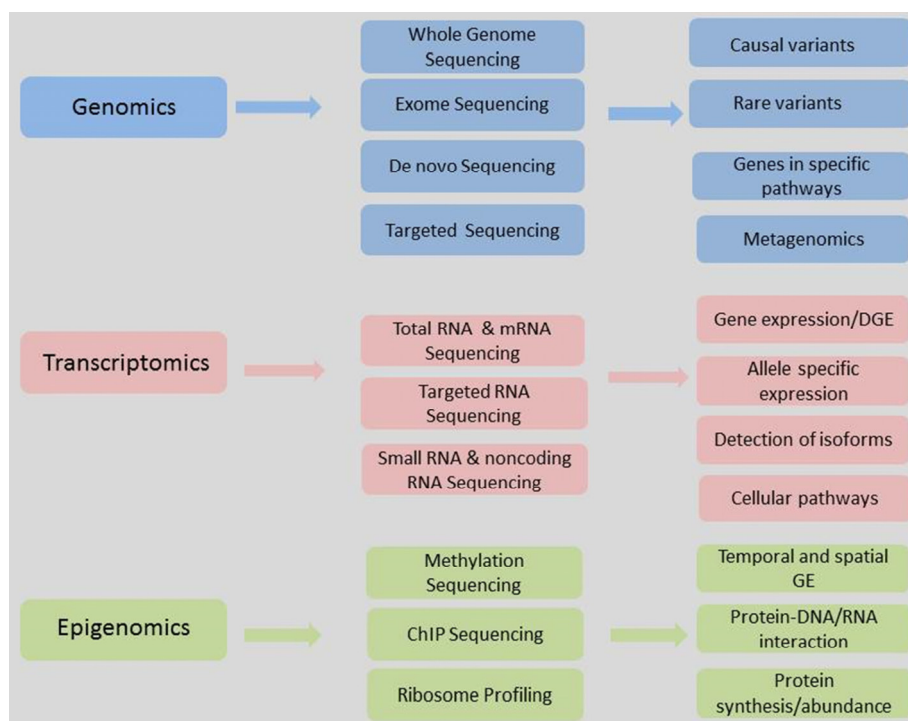 Genomics
Whole Genome
Sequencing
Exome Sequencing
De novo Sequencing
Targeted Sequencing
Causal variants
Rare variants
Genes in specific
pathways
Metagenomics
Transcriptomics
Total RNA & mRNA
Sequencing
Targeted RNA
Sequencing
Small RNA & noncoding
RNA Sequencing
Gene expression/DGE
Allele specific
expression
Detection of isoforms
Cellular pathways
Epigenomics
Methylation
Sequencing
ChIP Sequencing
Ribosome Profiling
Temporal and spatial
GE
Protein-DNA/RNA
interaction
Protein
synthesis/abundance